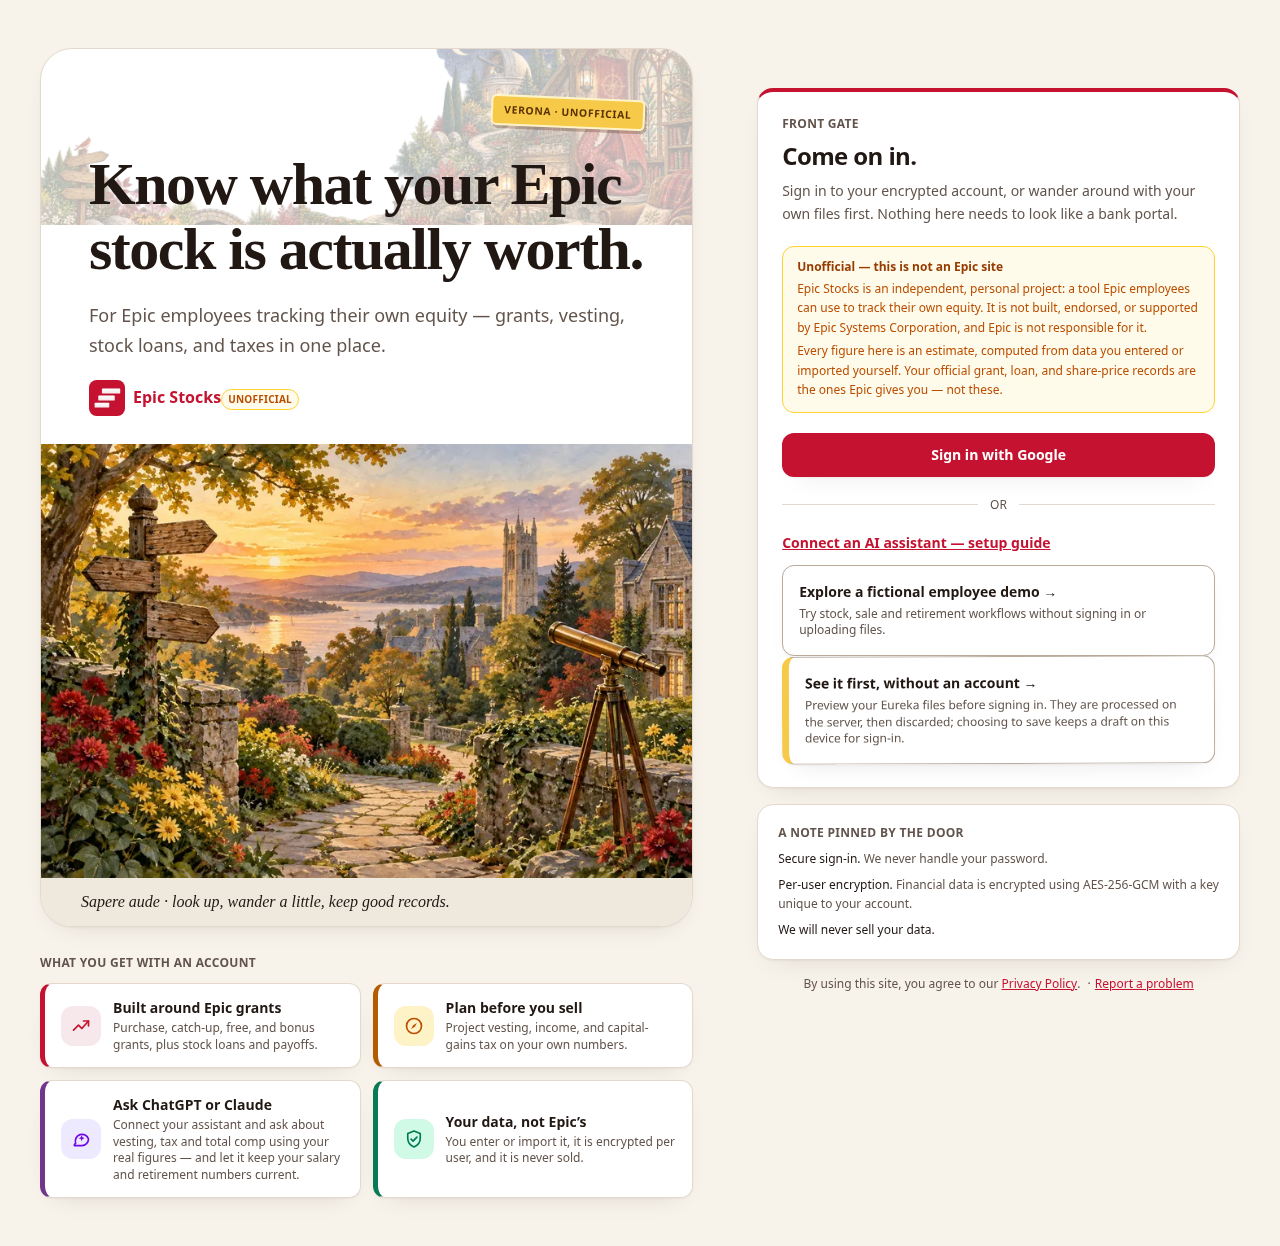 VERONA · UNOFFICIAL
Know what your Epic
stock is actually worth.
For Epic employees tracking their own equity — grants, vesting,
stock loans, and taxes in one place.
Epic Stocks UNOFFICIAL
Sapere aude · look up, wander a little, keep good records.
WHAT YOU GET WITH AN ACCOUNT
Built around Epic grants
Purchase, catch-up, free, and bonus
grants, plus stock loans and payoffs.
Plan before you sell
Project vesting, income, and capital-
gains tax on your own numbers.
Ask ChatGPT or Claude
Connect your assistant and ask about
vesting, tax and total comp using your
real figures — and let it keep your salary
and retirement numbers current.
Your data, not Epic’s
You enter or import it, it is encrypted per
user, and it is never sold.
FRONT GATE
Come on in.
Sign in to your encrypted account, or wander around with your
own files first. Nothing here needs to look like a bank portal.
Unofficial — this is not an Epic site
Epic Stocks is an independent, personal project: a tool Epic employees
can use to track their own equity. It is not built, endorsed, or supported
by Epic Systems Corporation, and Epic is not responsible for it.
Every figure here is an estimate, computed from data you entered or
imported yourself. Your official grant, loan, and share-price records are
the ones Epic gives you — not these.
Sign in with Google
OR
Connect an AI assistant — setup guide
Explore a fictional employee demo →
Try stock, sale and retirement workflows without signing in or
uploading files.
See it first, without an account →
Preview your Eureka files before signing in. They are processed on
the server, then discarded; choosing to save keeps a draft on this
device for sign-in.
A NOTE PINNED BY THE DOOR
Secure sign-in. We never handle your password.
Per-user encryption. Financial data is encrypted using AES-256-GCM with a key
unique to your account.
We will never sell your data.
By using this site, you agree to our Privacy Policy. · Report a problem